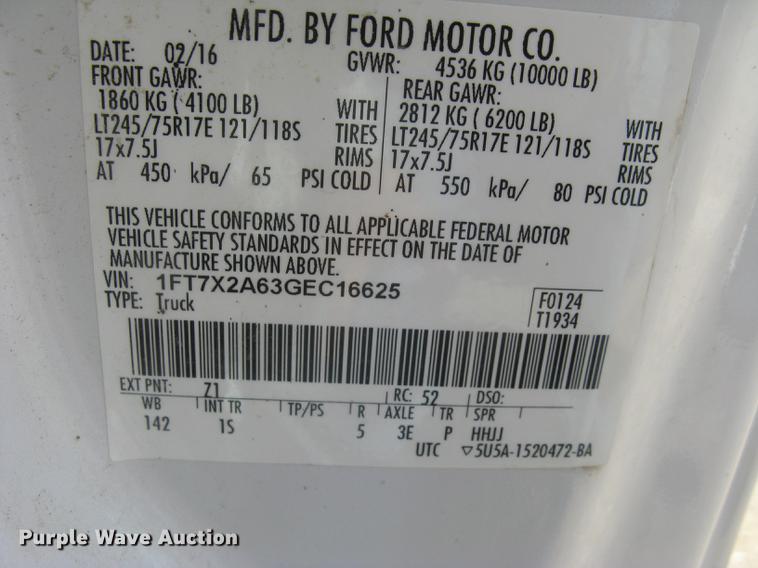 MFD. BY FORD MOTOR CO.
DATE: 02/16 GVWR: 4536 KG (10000 LB)
FRONT GAWR: REAR GAWR:
1860 KG ( 4100 LB) WITH 2812 KG ( 6200 LB) WITH
LT245/75R17E 121/118S TIRES LT245/75R17E 121/118S TIRES
17x7.5J RIMS 17x7.5J RIMS
AT 450 kPa/ 65 PSI COLD AT 550 kPa/ 80 PSI COLD
THIS VEHICLE CONFORMS TO ALL APPLICABLE FEDERAL MOTOR
VEHICLE SAFETY STANDARDS IN EFFECT ON THE DATE OF
MANUFACTURE SHOWN ABOVE.
VIN: 1FT7X2A63GEC16625
TYPE: Truck
F0124
T1934
EXT PNT: Z1 RC: 52 DSO:
WB INT TR TP/PS R AXLE TR SPR
142 1S 5 3E P HHJJ
UTC ▽5U5A-1520472-BA
Purple Wave Auction